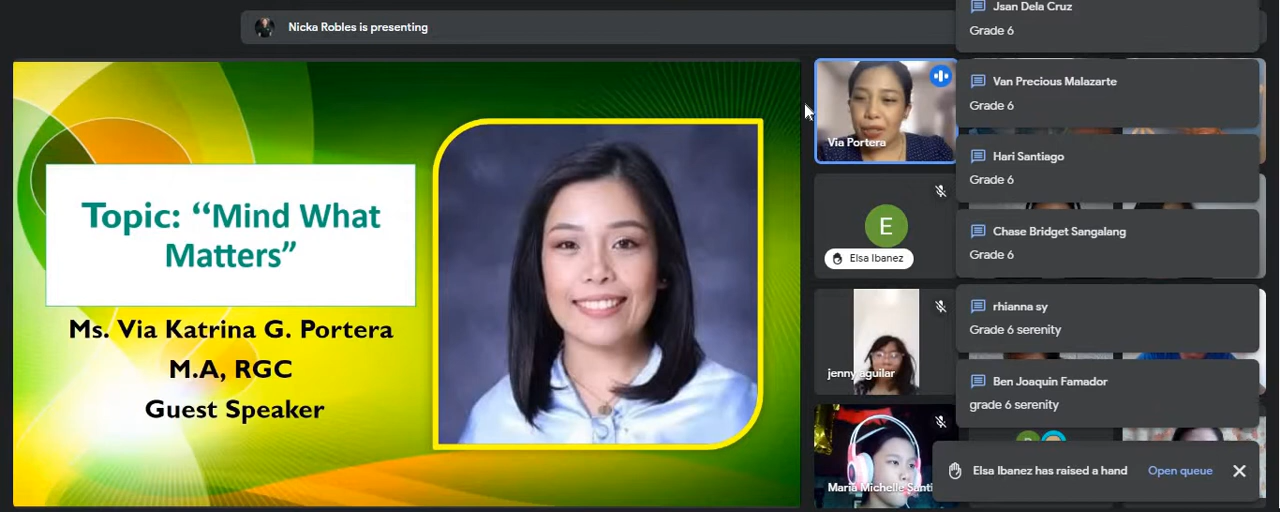 Nicka Robles is presenting
Topic: “Mind What
Matters”
Ms. Via Katrina G. Portera
M.A, RGC
Guest Speaker
Via Portera
E
Elsa Ibanez
jenny aguilar
Maria Michelle Santi
Jsan Dela Cruz
Grade 6
Van Precious Malazarte
Grade 6
Hari Santiago
Grade 6
Chase Bridget Sangalang
Grade 6
rhianna sy
Grade 6 serenity
Ben Joaquin Famador
grade 6 serenity
Elsa Ibanez has raised a hand
Open queue